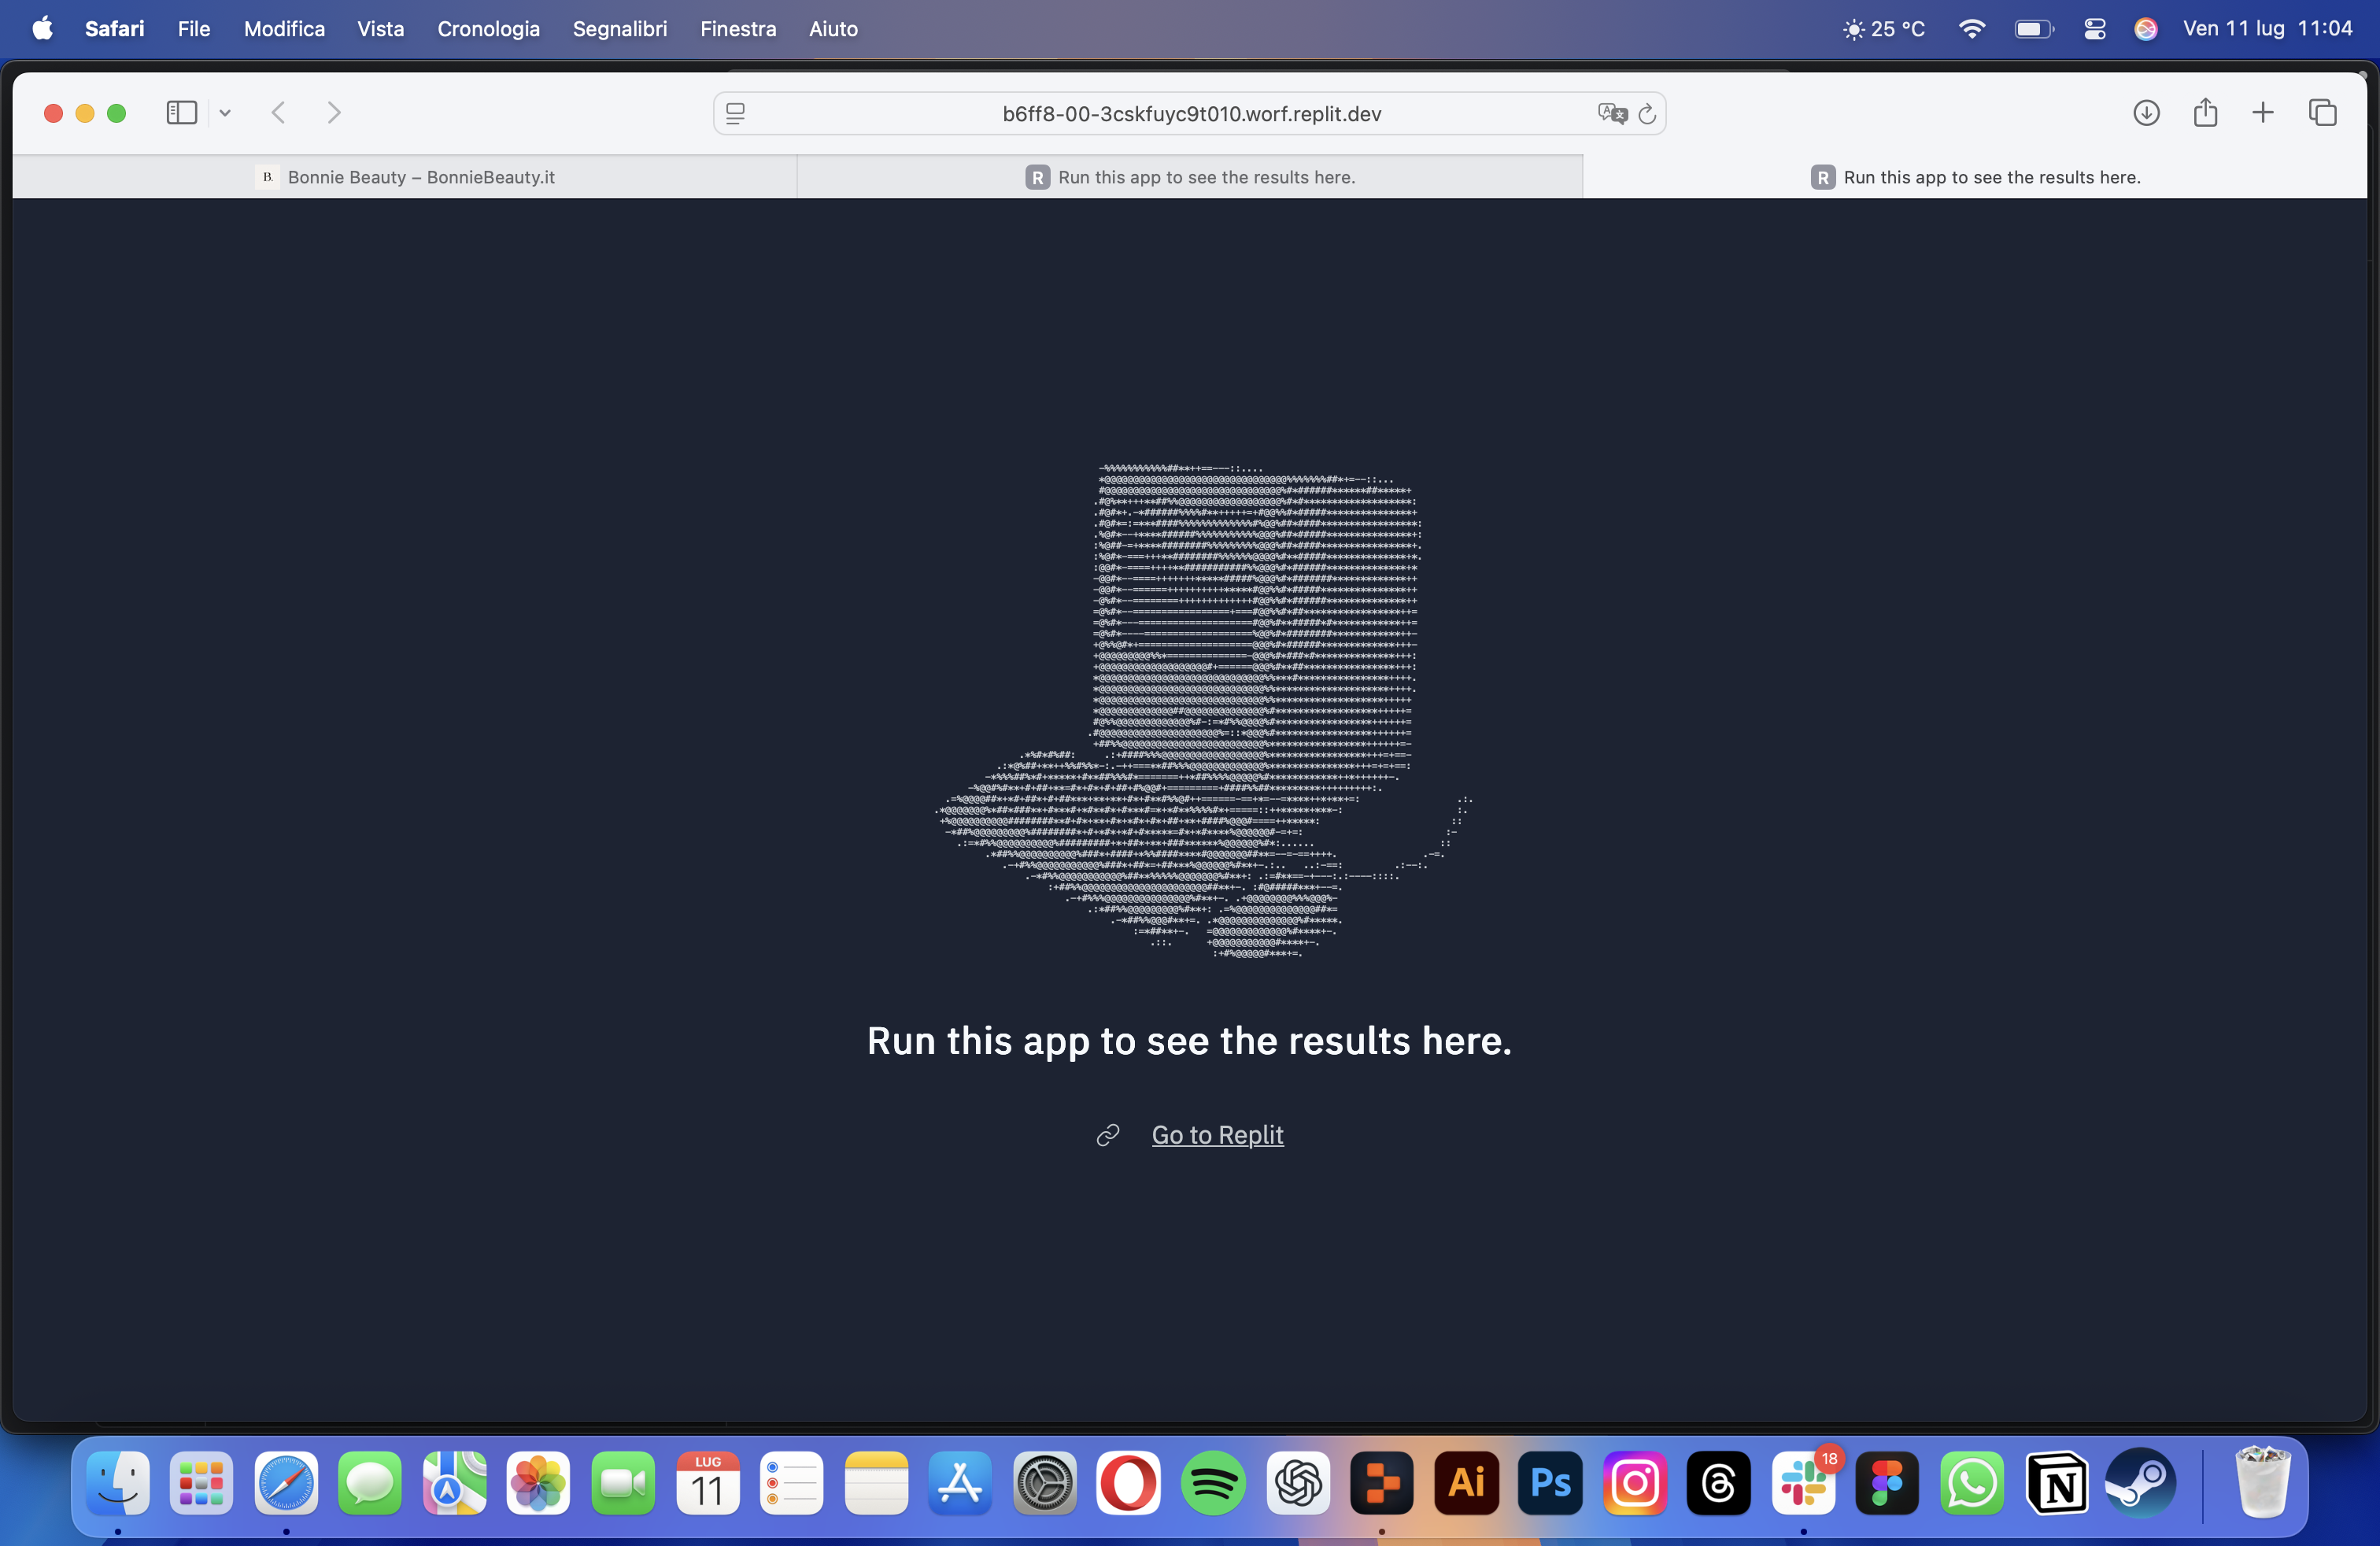 Safari File Modifica Vista Cronologia Segnalibri Finestra Aiuto 25 °C Ven 11 lug 11:04
b6ff8-00-3cskfuyc9t010.worf.replit.dev
B. Bonnie Beauty – BonnieBeauty.it
R Run this app to see the results here.
R Run this app to see the results here.
Run this app to see the results here.
Go to Replit
LUG
11
Ai
Ps
18
N